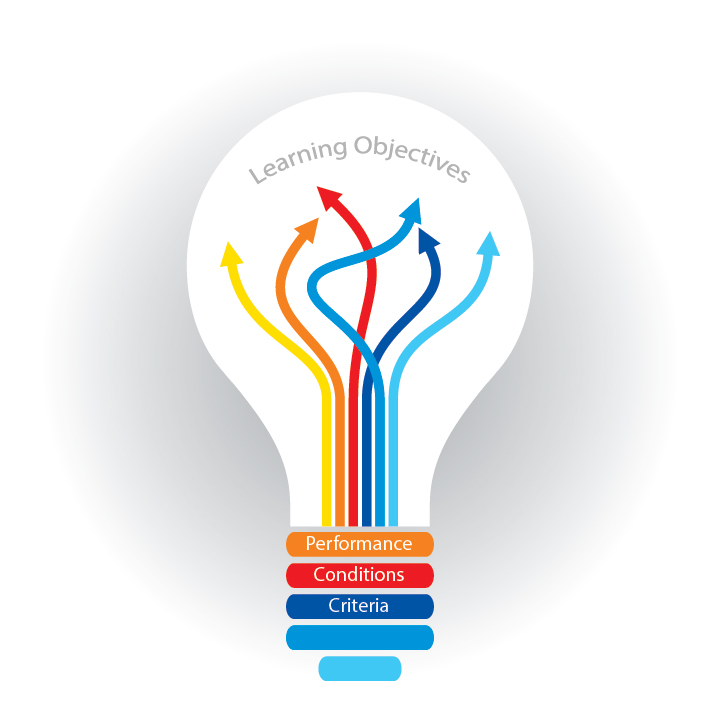 Learning Objectives
Performance
Conditions
Criteria